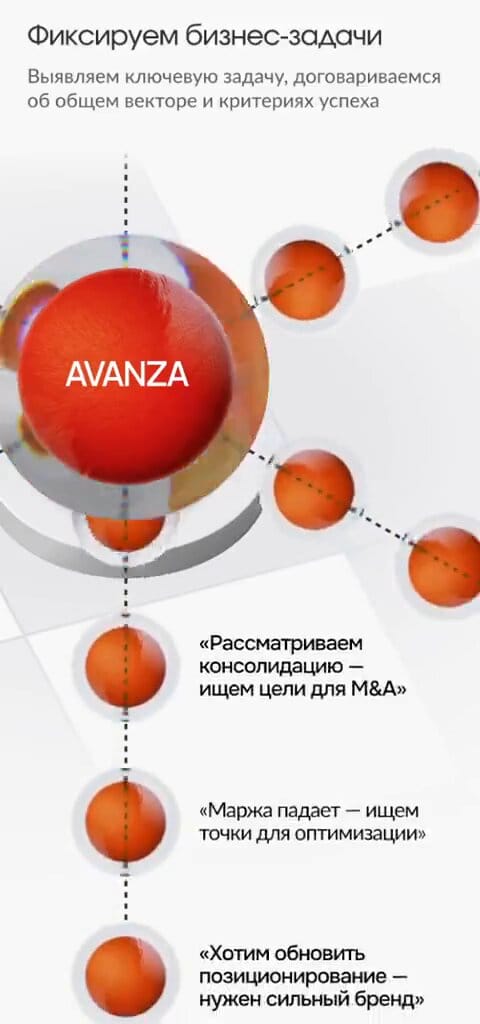 Фиксируем бизнес-задачи
Выявляем ключевую задачу, договариваемся
об общем векторе и критериях успеха
AVANZA
«Рассматриваем
консолидацию —
ищем цели для M&A»
«Маржа падает — ищем
точки для оптимизации»
«Хотим обновить
позиционирование —
нужен сильный бренд»